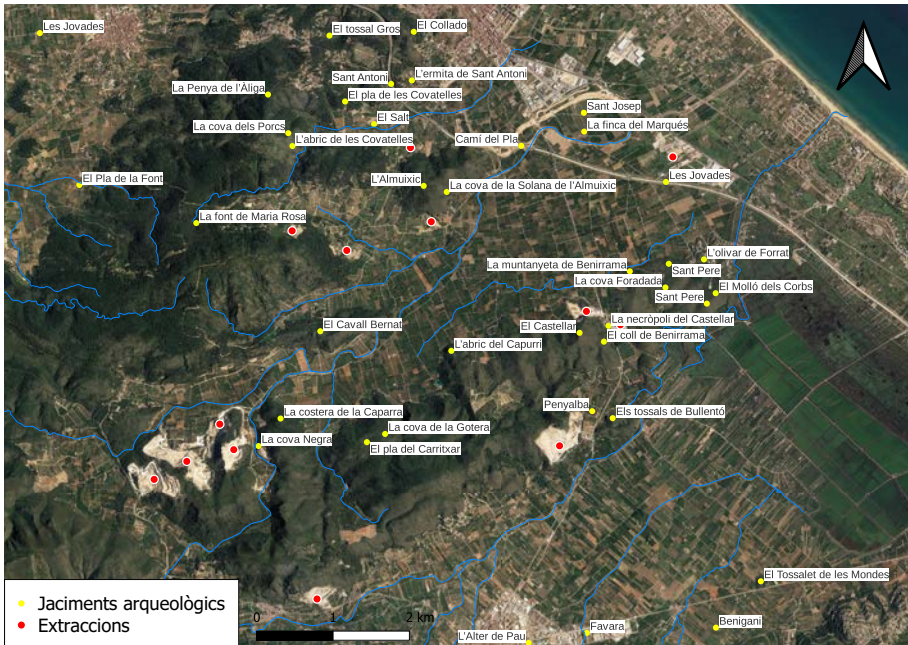 Les Jovades
El tossal Gros
El Collado
Sant Antoni
L'ermita de Sant Antoni
La Penya de l'Àliga
El pla de les Covatelles
Sant Josep
El Salt
La finca del Marqués
La cova dels Porcs
L'abric de les Covatelles
Camí del Pla
El Pla de la Font
L'Almuixic
La cova de la Solana de l'Almuixic
Les Jovades
La font de Maria Rosa
L'olivar de Forrat
La muntanyeta de Benirrama
Sant Pere
La cova Foradada
El Molló dels Corbs
Sant Pere
El Cavall Bernat
El Castellar
La necròpoli del Castellar
El coll de Benirrama
L'abric del Capurri
La costera de la Caparra
Penyalba
Els tossals de Bullentó
La cova de la Gotera
La cova Negra
El pla del Carritxar
El Tossalet de les Mondes
Jaciments arqueològics
Extraccions
0 1 2 km
Favara
Benigani
L'Alter de Pau